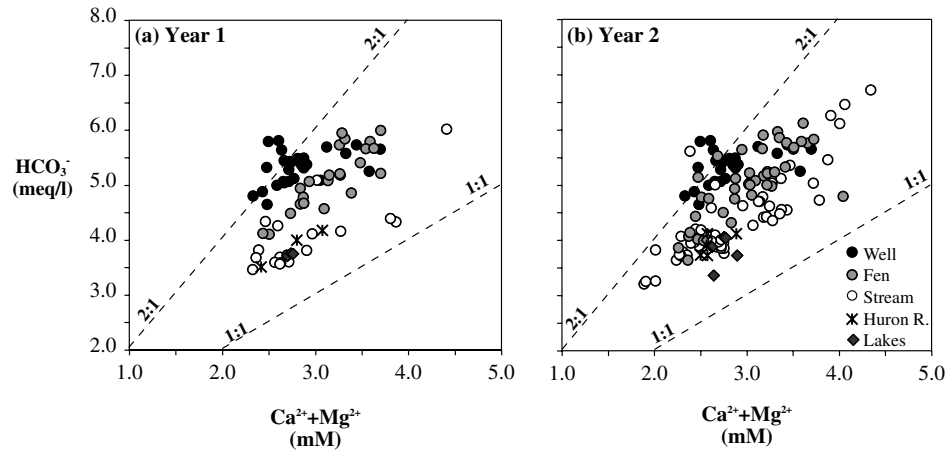 (a) Year 1
(b) Year 2
8.0
7.0
6.0
5.0
4.0
3.0
2.0
HCO₃⁻
(meq/l)
2:1
1:1
2:1
1:1
2:1
1:1
2:1
1:1
Well
Fen
Stream
Huron R.
Lakes
1.0 2.0 3.0 4.0 5.0
1.0 2.0 3.0 4.0 5.0
Ca²⁺+Mg²⁺
(mM)
Ca²⁺+Mg²⁺
(mM)